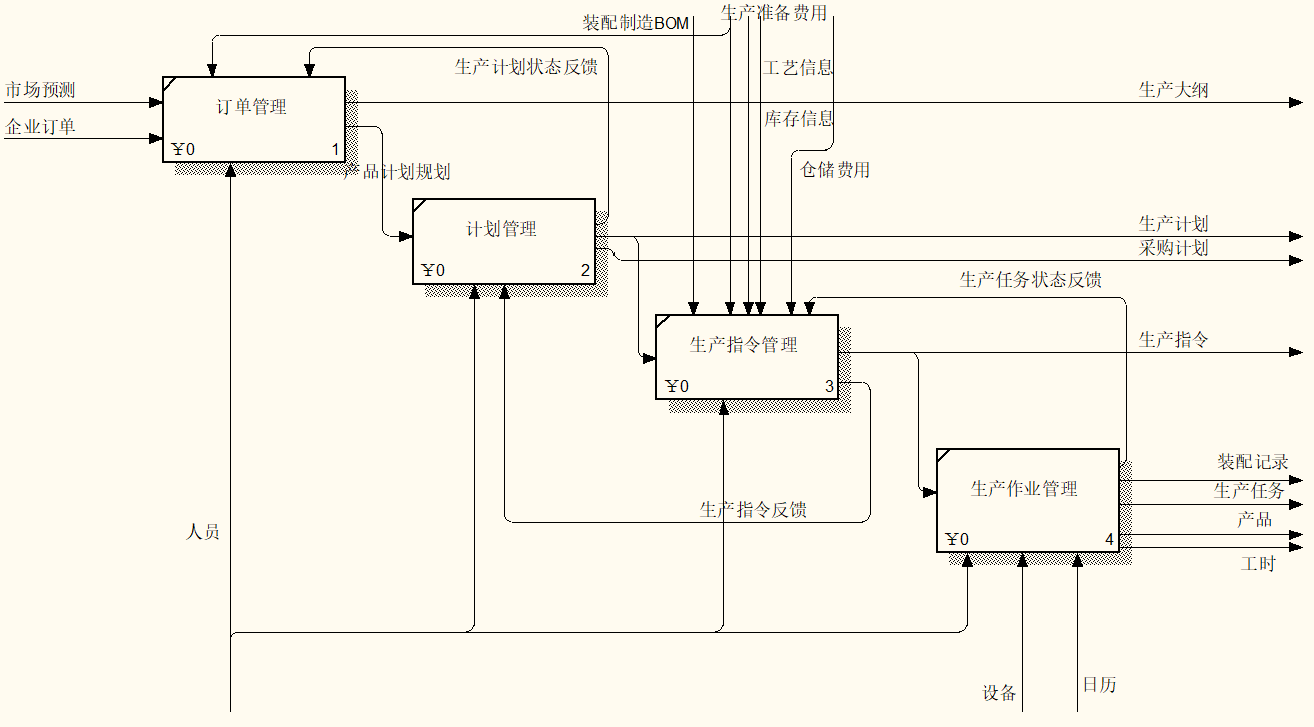 装配制造BOM
生产准备费用
生产计划状态反馈
工艺信息
市场预测
订单管理
生产大纲
企业订单
库存信息
¥0
1
产品计划规划
仓储费用
计划管理
生产计划
采购计划
¥0
2
生产任务状态反馈
生产指令管理
生产指令
¥0
3
装配记录
生产作业管理
生产任务
生产指令反馈
产品
人员
¥0
4
工时
设备
日历